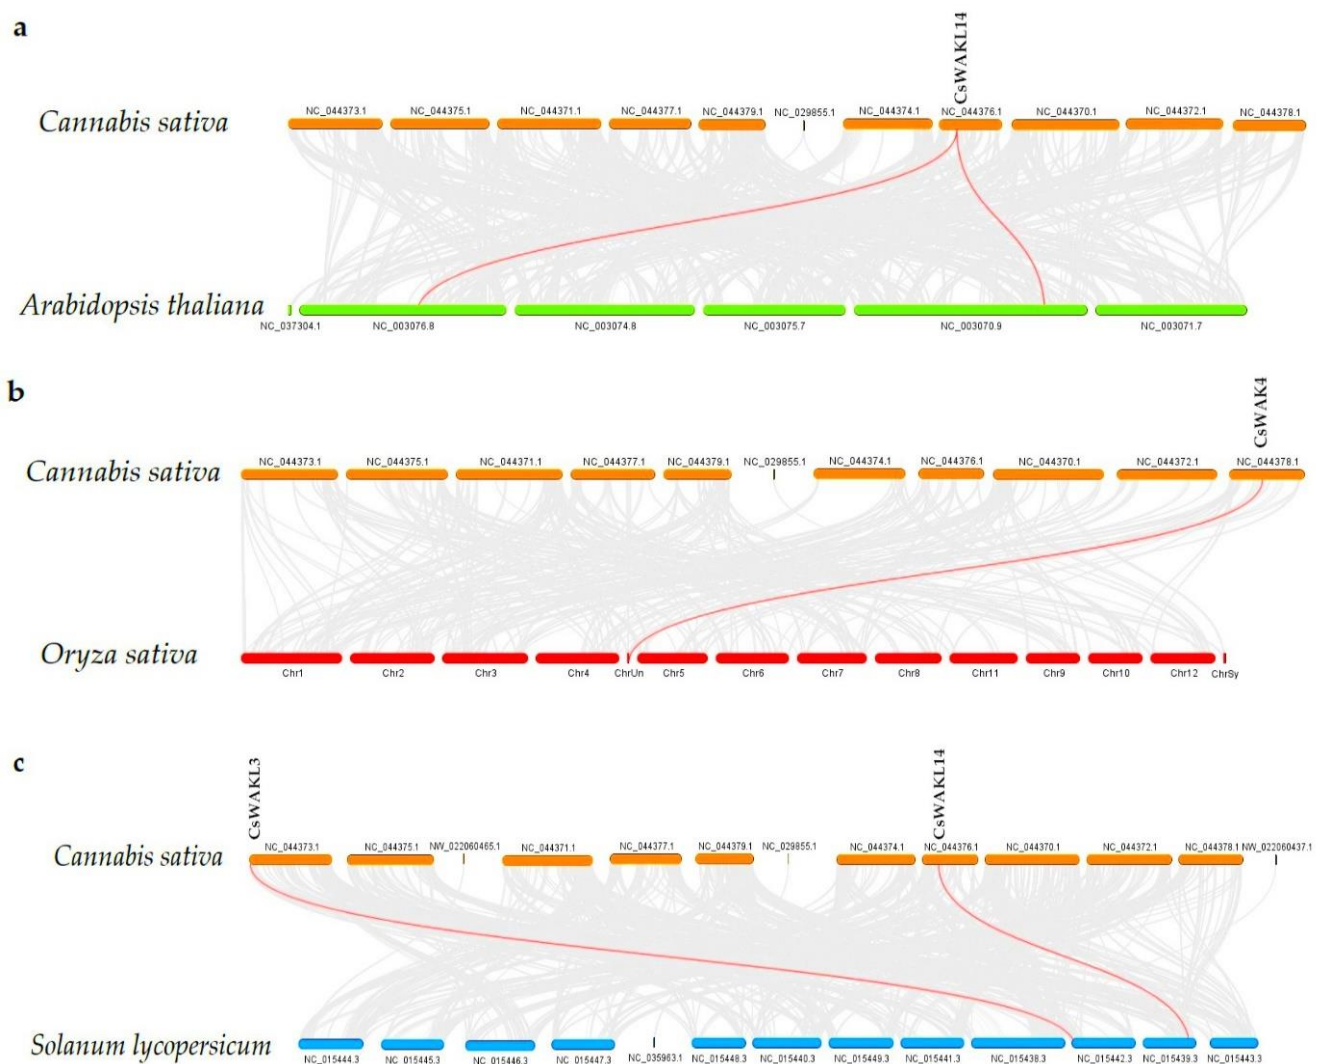 a
CsWAKL14
NC_044373.1 NC_044375.1 NC_044371.1 NC_044377.1 NC_044379.1 NC_029855.1 NC_044374.1 NC_044376.1 NC_044370.1 NC_044372.1 NC_044378.1
Cannabis sativa
Arabidopsis thaliana
NC_037304.1 NC_003076.8 NC_003074.8 NC_003075.7 NC_003070.9 NC_003071.7
b
CsWAK4
NC_044373.1 NC_044375.1 NC_044371.1 NC_044377.1 NC_044379.1 NC_029855.1 NC_044374.1 NC_044376.1 NC_044370.1 NC_044372.1 NC_044378.1
Cannabis sativa
Oryza sativa
Chr1 Chr2 Chr3 Chr4 ChrUn Chr5 Chr6 Chr7 Chr8 Chr11 Chr9 Chr10 Chr12 ChrSy
c
CsWAKL3 CsWAKL14
NC_044373.1 NC_044375.1 NW_022060465.1 NC_044371.1 NC_044377.1 NC_044379.1 NC_029855.1 NC_044374.1 NC_044376.1 NC_044370.1 NC_044372.1 NC_044378.1 NW_022060437.1
Cannabis sativa
Solanum lycopersicum
NC_015444.3 NC_015445.3 NC_015446.3 NC_015447.3 NC_035963.1 NC_015448.3 NC_015440.3 NC_015449.3 NC_015441.3 NC_015438.3 NC_015442.3 NC_015439.3 NC_015443.3